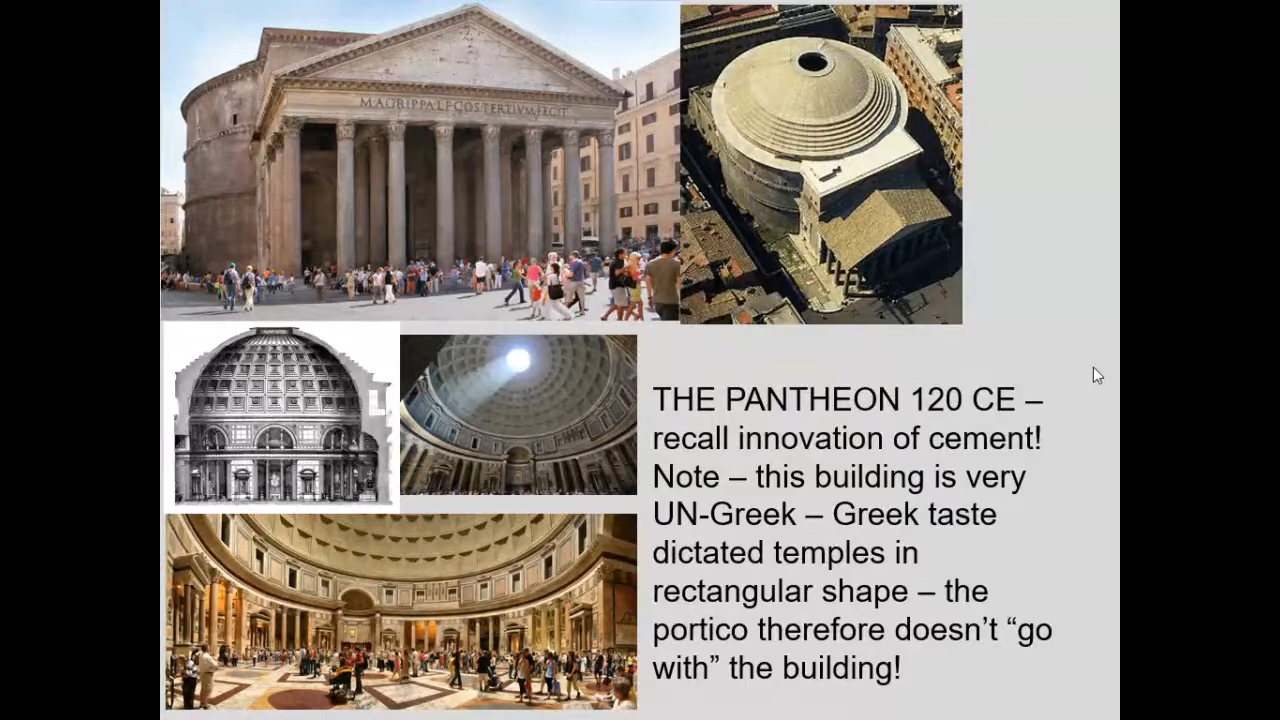 M·AGRIPPA·L·F·COS·TERTIVM·FECIT
THE PANTHEON 120 CE –
recall innovation of cement!
Note – this building is very
UN-Greek – Greek taste
dictated temples in
rectangular shape – the
portico therefore doesn’t “go
with” the building!